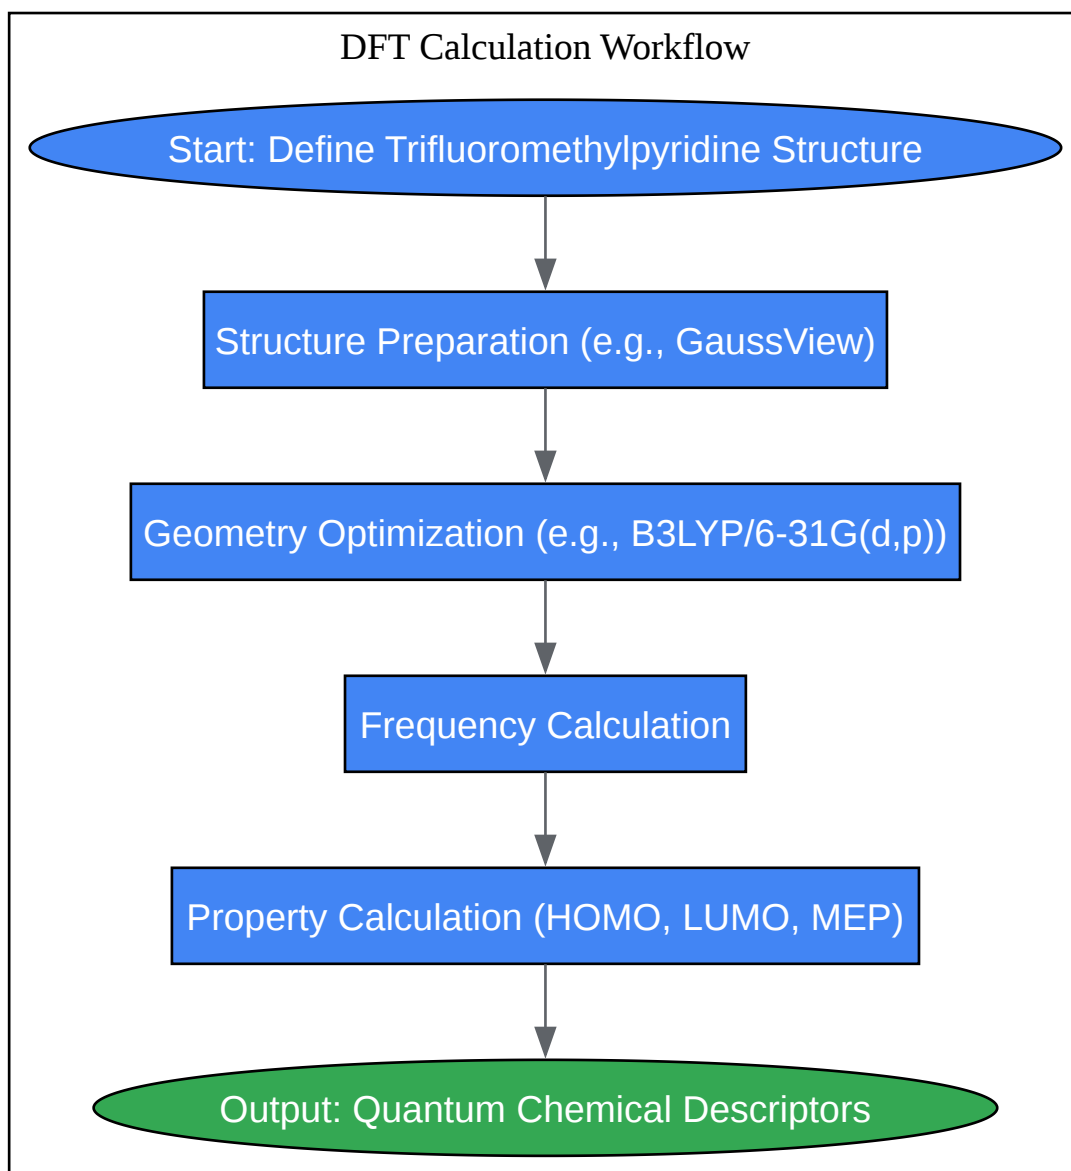 DFT Calculation Workflow
Start: Define Trifluoromethylpyridine Structure
Structure Preparation (e.g., GaussView)
Geometry Optimization (e.g., B3LYP/6-31G(d,p))
Frequency Calculation
Property Calculation (HOMO, LUMO, MEP)
Output: Quantum Chemical Descriptors